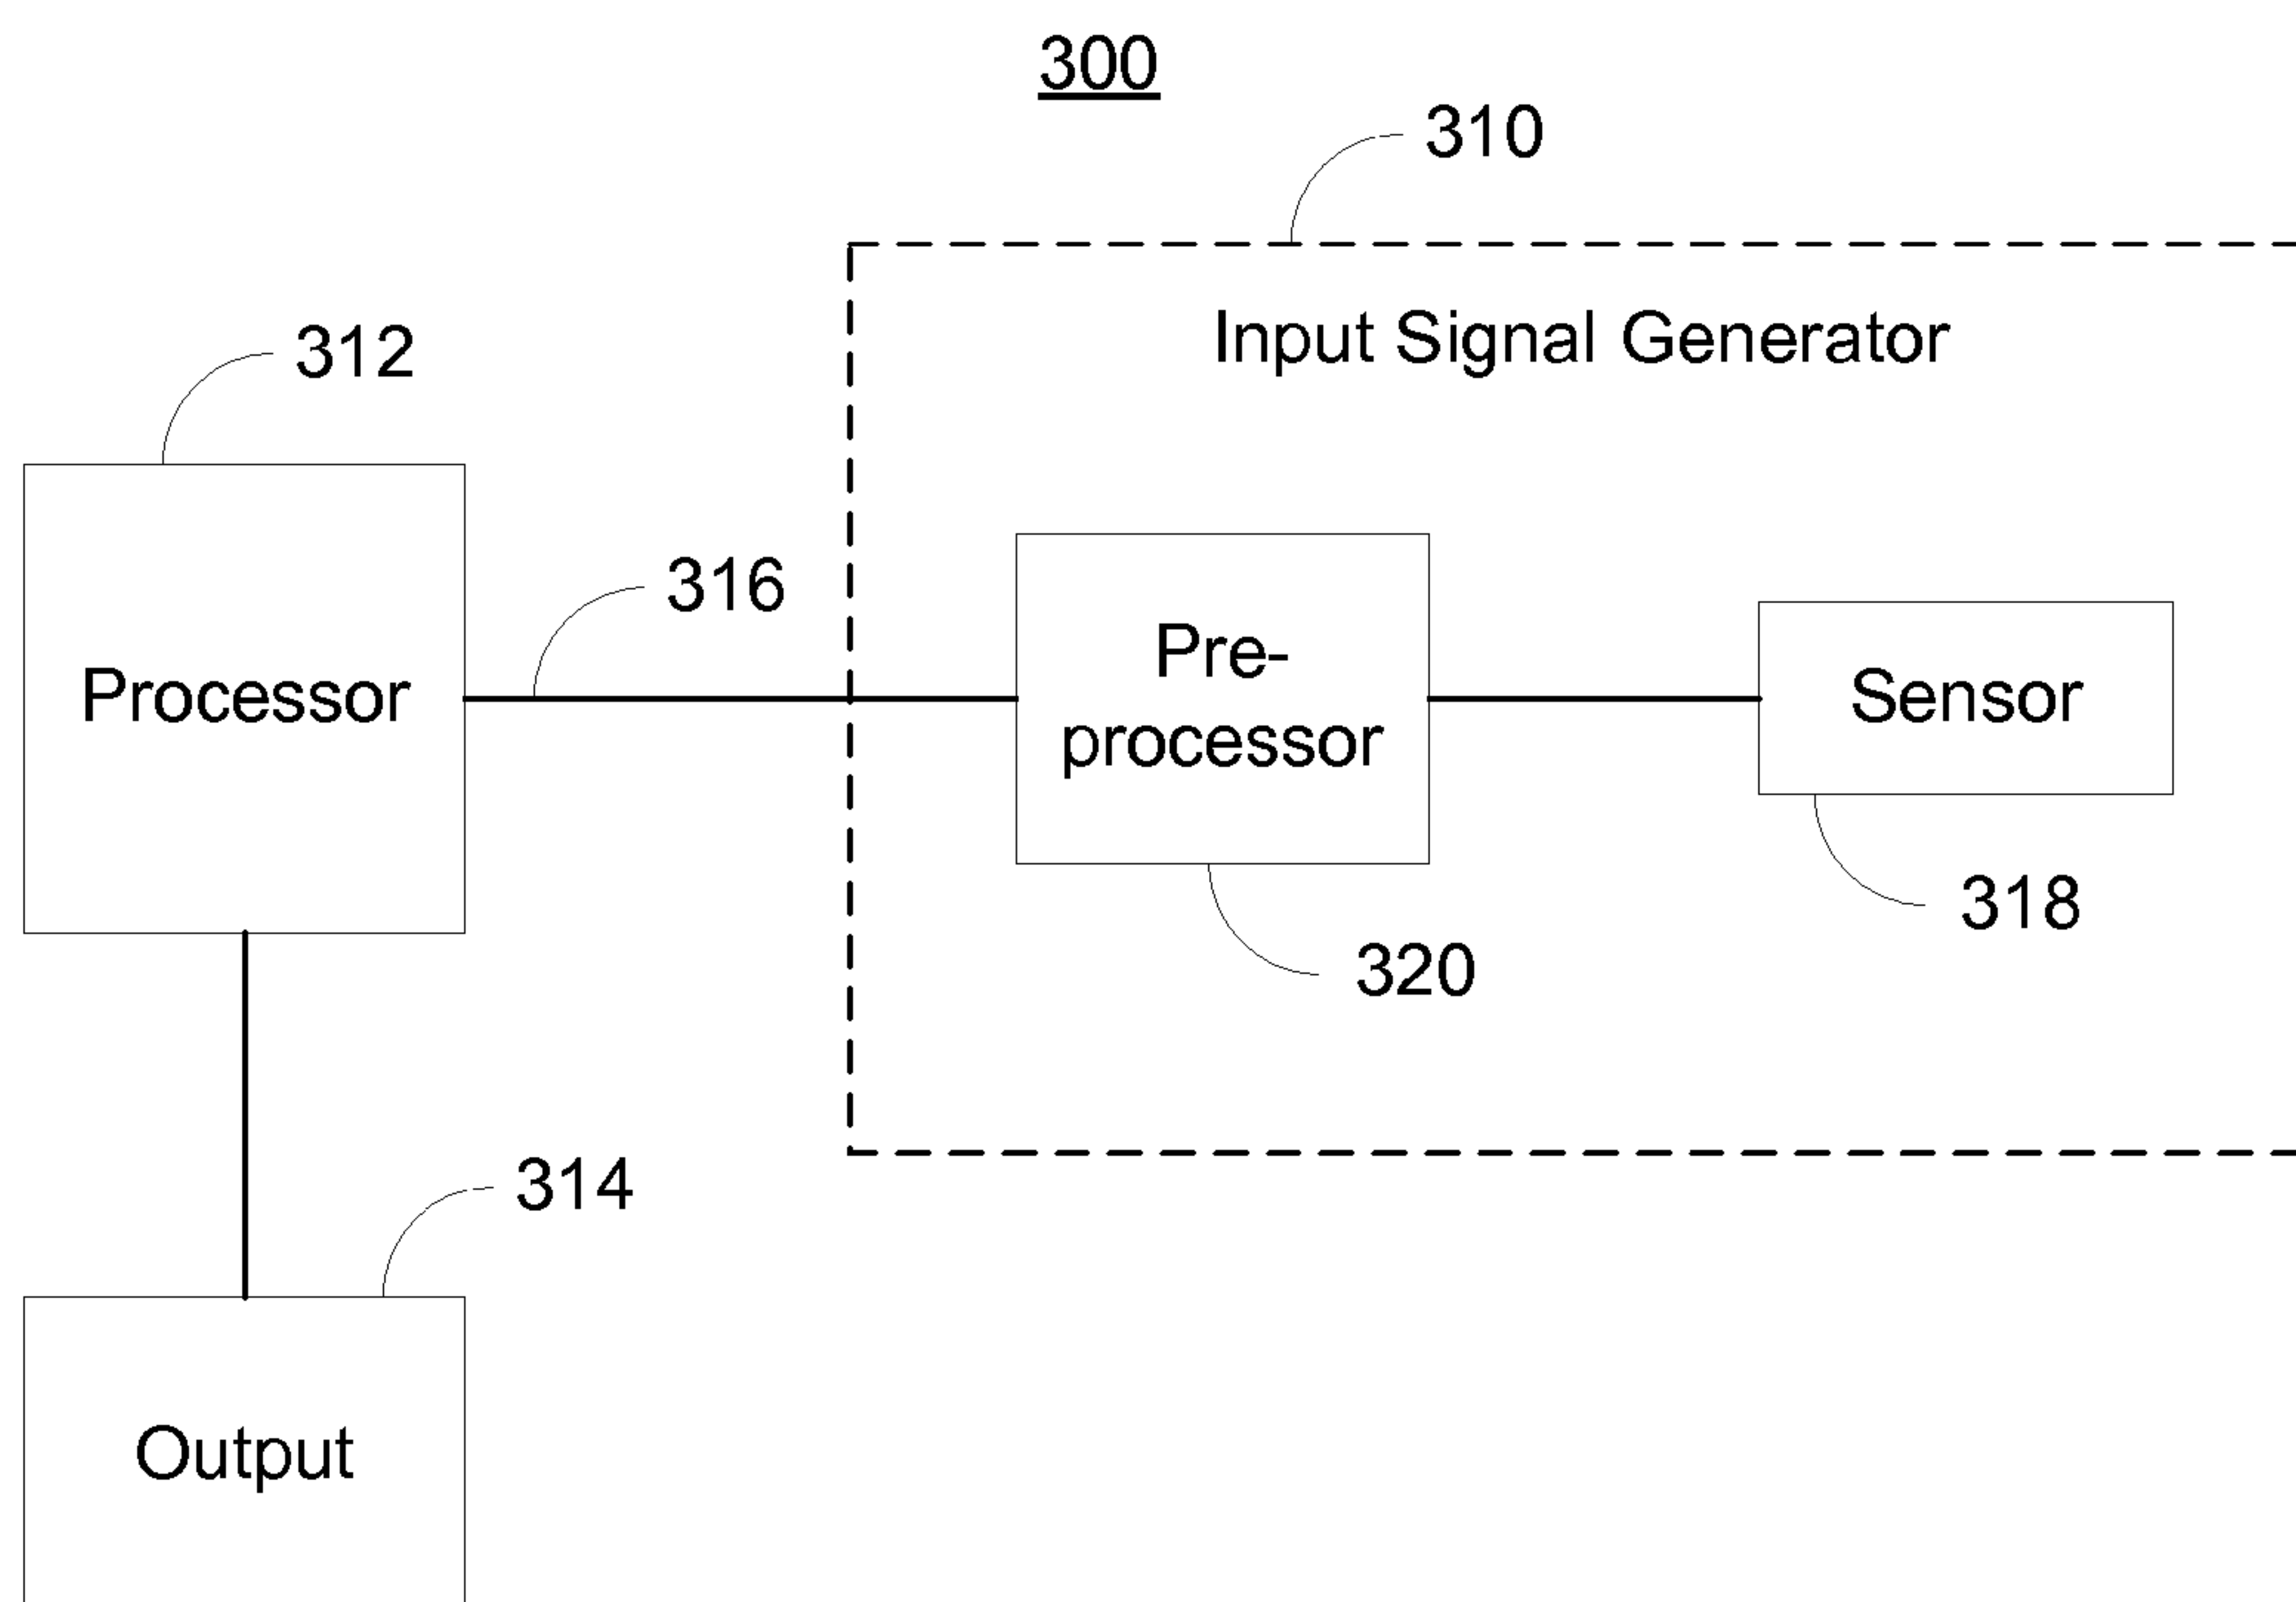 300
310
Input Signal Generator
312
316
Processor
Pre-
processor
Sensor
318
320
314
Output